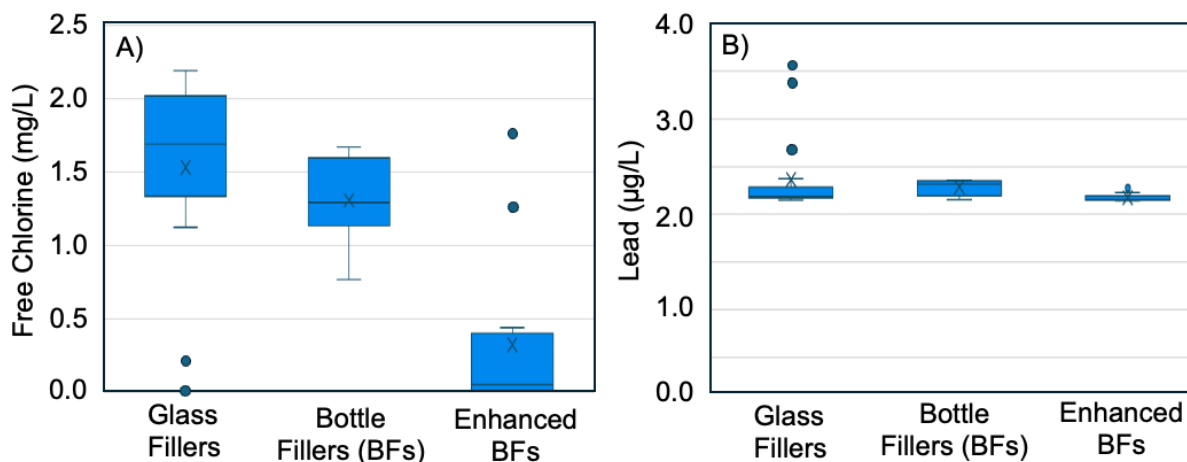 A)
Free Chlorine (mg/L)
2.5
2.0
1.5
1.0
0.5
0.0
Glass
Fillers
Bottle
Fillers (BFs)
Enhanced
BFs
B)
Lead (µg/L)
4.0
3.0
2.0
1.0
0.0
Glass
Fillers
Bottle
Fillers (BFs)
Enhanced
BFs